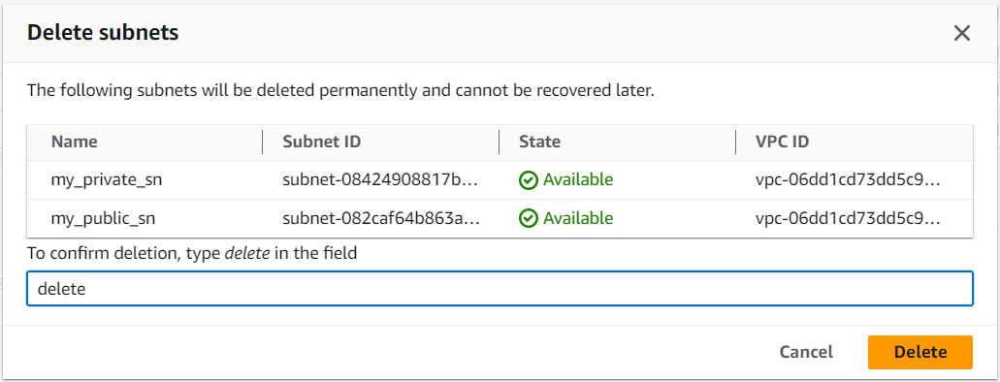 Delete subnets
The following subnets will be deleted permanently and cannot be recovered later.
Name Subnet ID State VPC ID
my_private_sn subnet-08424908817b... Available vpc-06dd1cd73dd5c9...
my_public_sn subnet-082caf64b863a... Available vpc-06dd1cd73dd5c9...
To confirm deletion, type delete in the field
delete
Cancel Delete